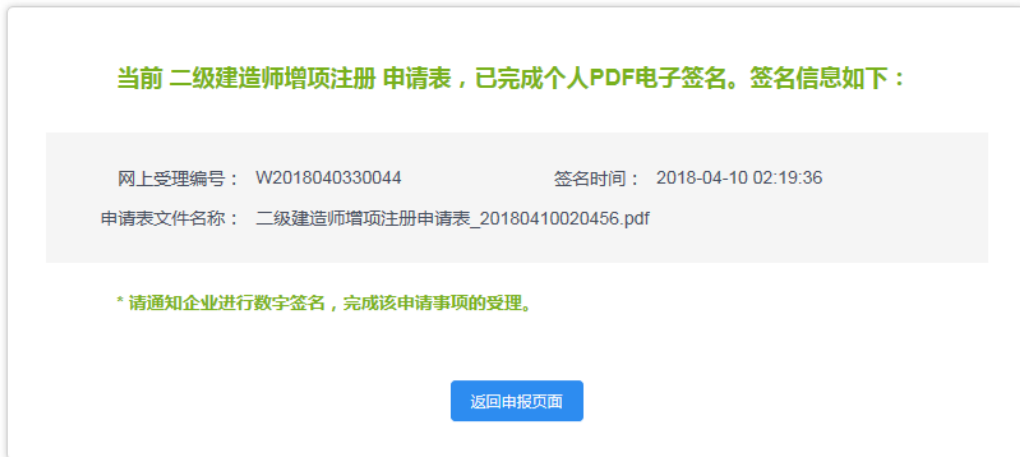 当前 二级建造师增项注册 申请表，已完成个人PDF电子签名。签名信息如下：
网上受理编号： W2018040330044 签名时间： 2018-04-10 02:19:36
申请表文件名称： 二级建造师增项注册申请表_20180410020456.pdf
* 请通知企业进行数字签名，完成该申请事项的受理。
返回申报页面